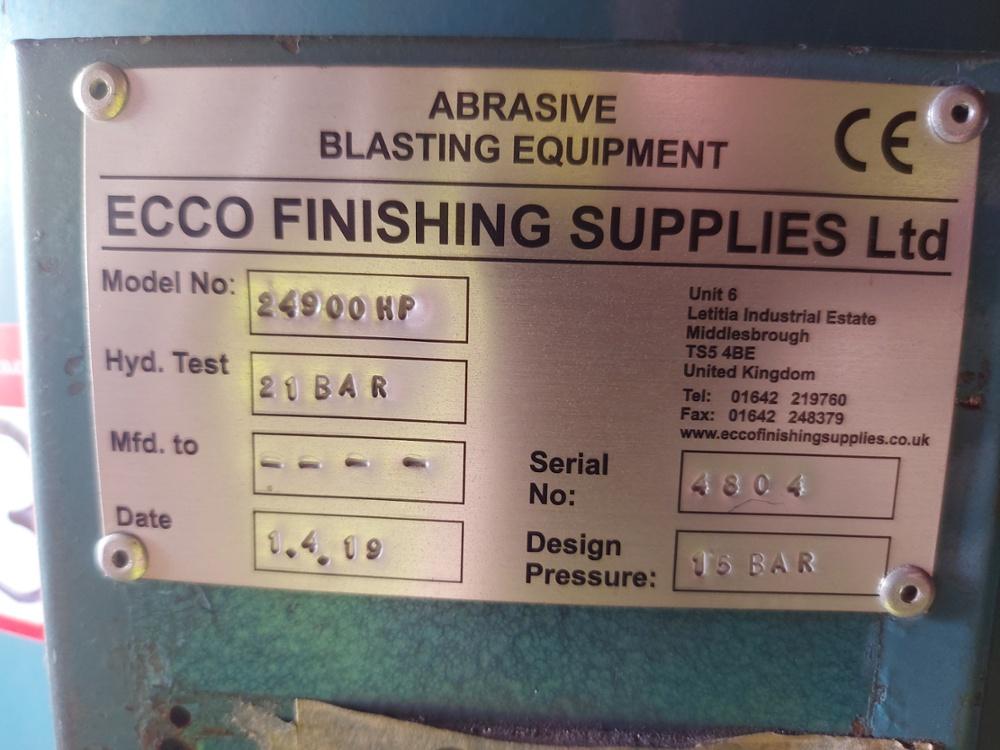 ABRASIVE
BLASTING EQUIPMENT
CE
ECCO FINISHING SUPPLIES Ltd
Model No: 24900 HP
Hyd. Test 21 BAR
Mfd. to - - - -
Date 1.4.19
Unit 6
Letitia Industrial Estate
Middlesbrough
TS5 4BE
United Kingdom
Tel: 01642 219760
Fax: 01642 248379
www.eccofinishingsupplies.co.uk
Serial
No: 4804
Design
Pressure: 15 BAR